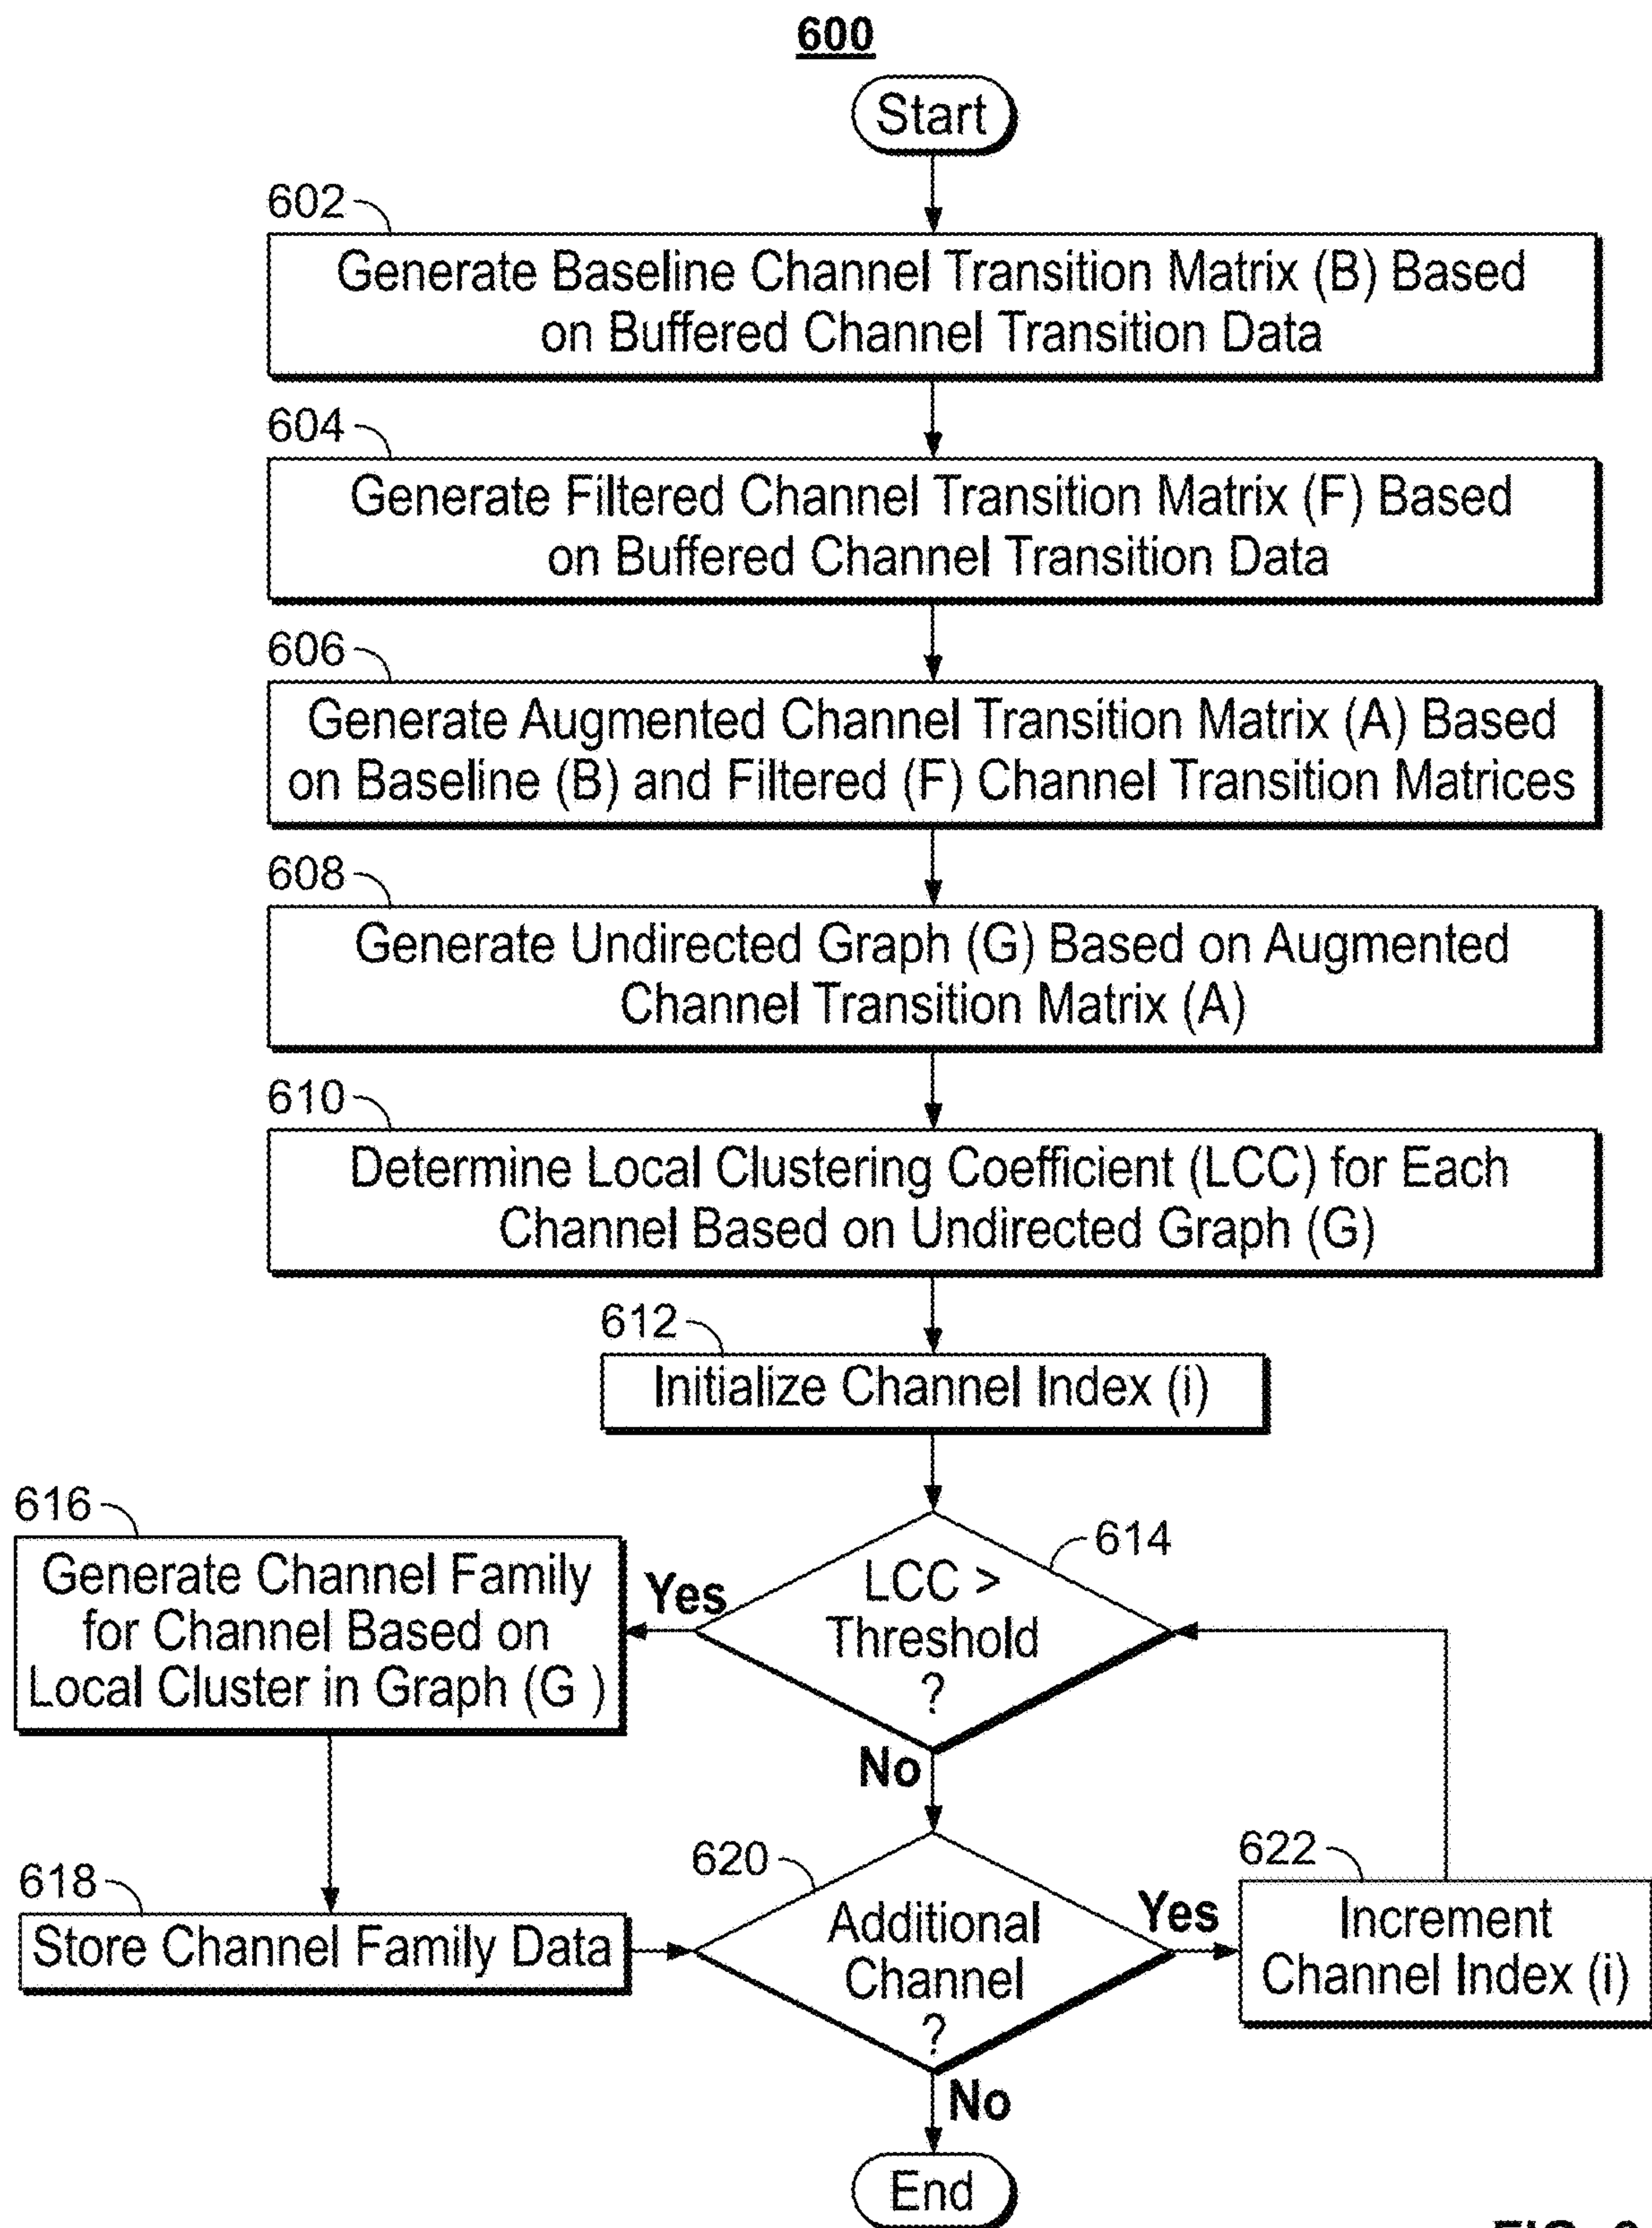 600
Start
602
Generate Baseline Channel Transition Matrix (B) Based
on Buffered Channel Transition Data
604
Generate Filtered Channel Transition Matrix (F) Based
on Buffered Channel Transition Data
606
Generate Augmented Channel Transition Matrix (A) Based
on Baseline (B) and Filtered (F) Channel Transition Matrices
608
Generate Undirected Graph (G) Based on Augmented
Channel Transition Matrix (A)
610
Determine Local Clustering Coefficient (LCC) for Each
Channel Based on Undirected Graph (G)
612
Initialize Channel Index (i)
614
LCC >
Threshold
?
Yes
No
616
Generate Channel Family
for Channel Based on
Local Cluster in Graph (G )
618
Store Channel Family Data
620
Additional
Channel
?
Yes
No
622
Increment
Channel Index (i)
End